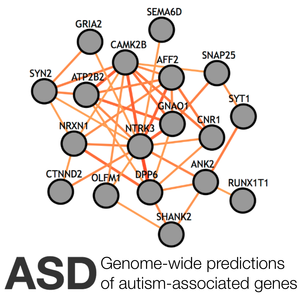 SEMA6D
GRIA2
CAMK2B
AFF2
SNAP25
SYN2
ATP2B2
SYT1
GNAO1
NRXN1
NTRK3
CNR1
ANK2
CTNND2
OLFM1
DPP6
RUNX1T1
SHANK2
ASD Genome-wide predictions
of autism-associated genes